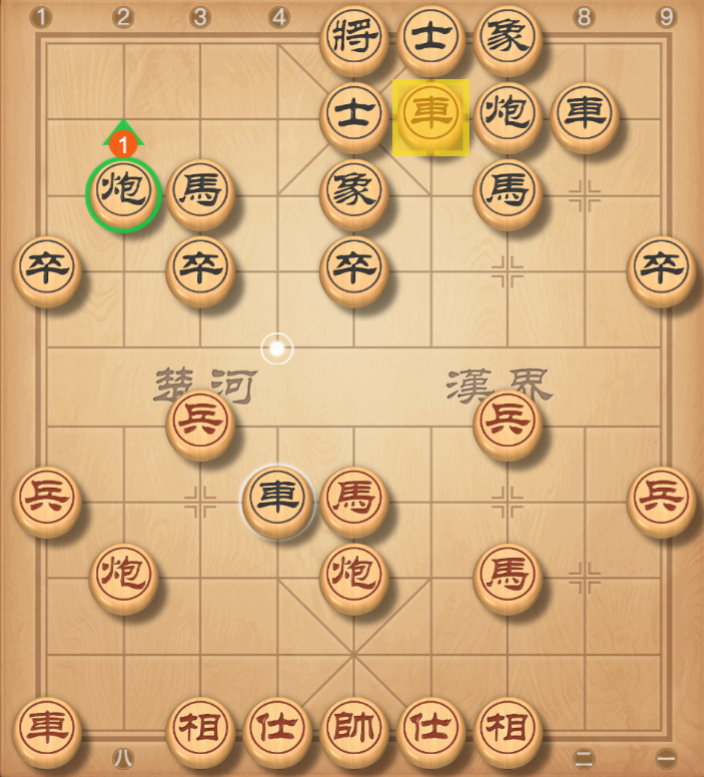 1 2 3 4 8 9
將 士 象
士 車 炮 車
1
炮 馬 象 馬
卒 卒 卒 卒
楚河 漢界
兵 兵
兵 車 馬 兵
炮 炮 馬
車 相 仕 帥 仕 相
八 二 一